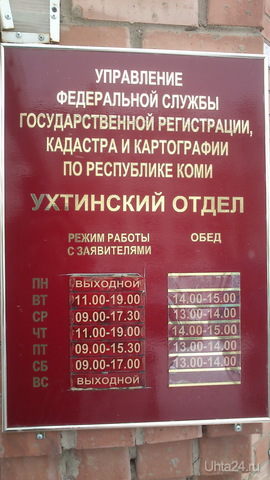 УПРАВЛЕНИЕ
ФЕДЕРАЛЬНОЙ СЛУЖБЫ
ГОСУДАРСТВЕННОЙ РЕГИСТРАЦИИ,
КАДАСТРА И КАРТОГРАФИИ
ПО РЕСПУБЛИКЕ КОМИ
УХТИНСКИЙ ОТДЕЛ
РЕЖИМ РАБОТЫ ОБЕД
С ЗАЯВИТЕЛЯМИ
ПН ВЫХОДНОЙ
ВТ 11.00-19.00 14.00-15.00
СР 09.00-17.30 13.00-14.00
ЧТ 11.00-19.00 14.00-15.00
ПТ 09.00-15.30 13.00-14.00
СБ 09.00-17.00 13.00-14.00
ВС ВЫХОДНОЙ
Uhta24.ru